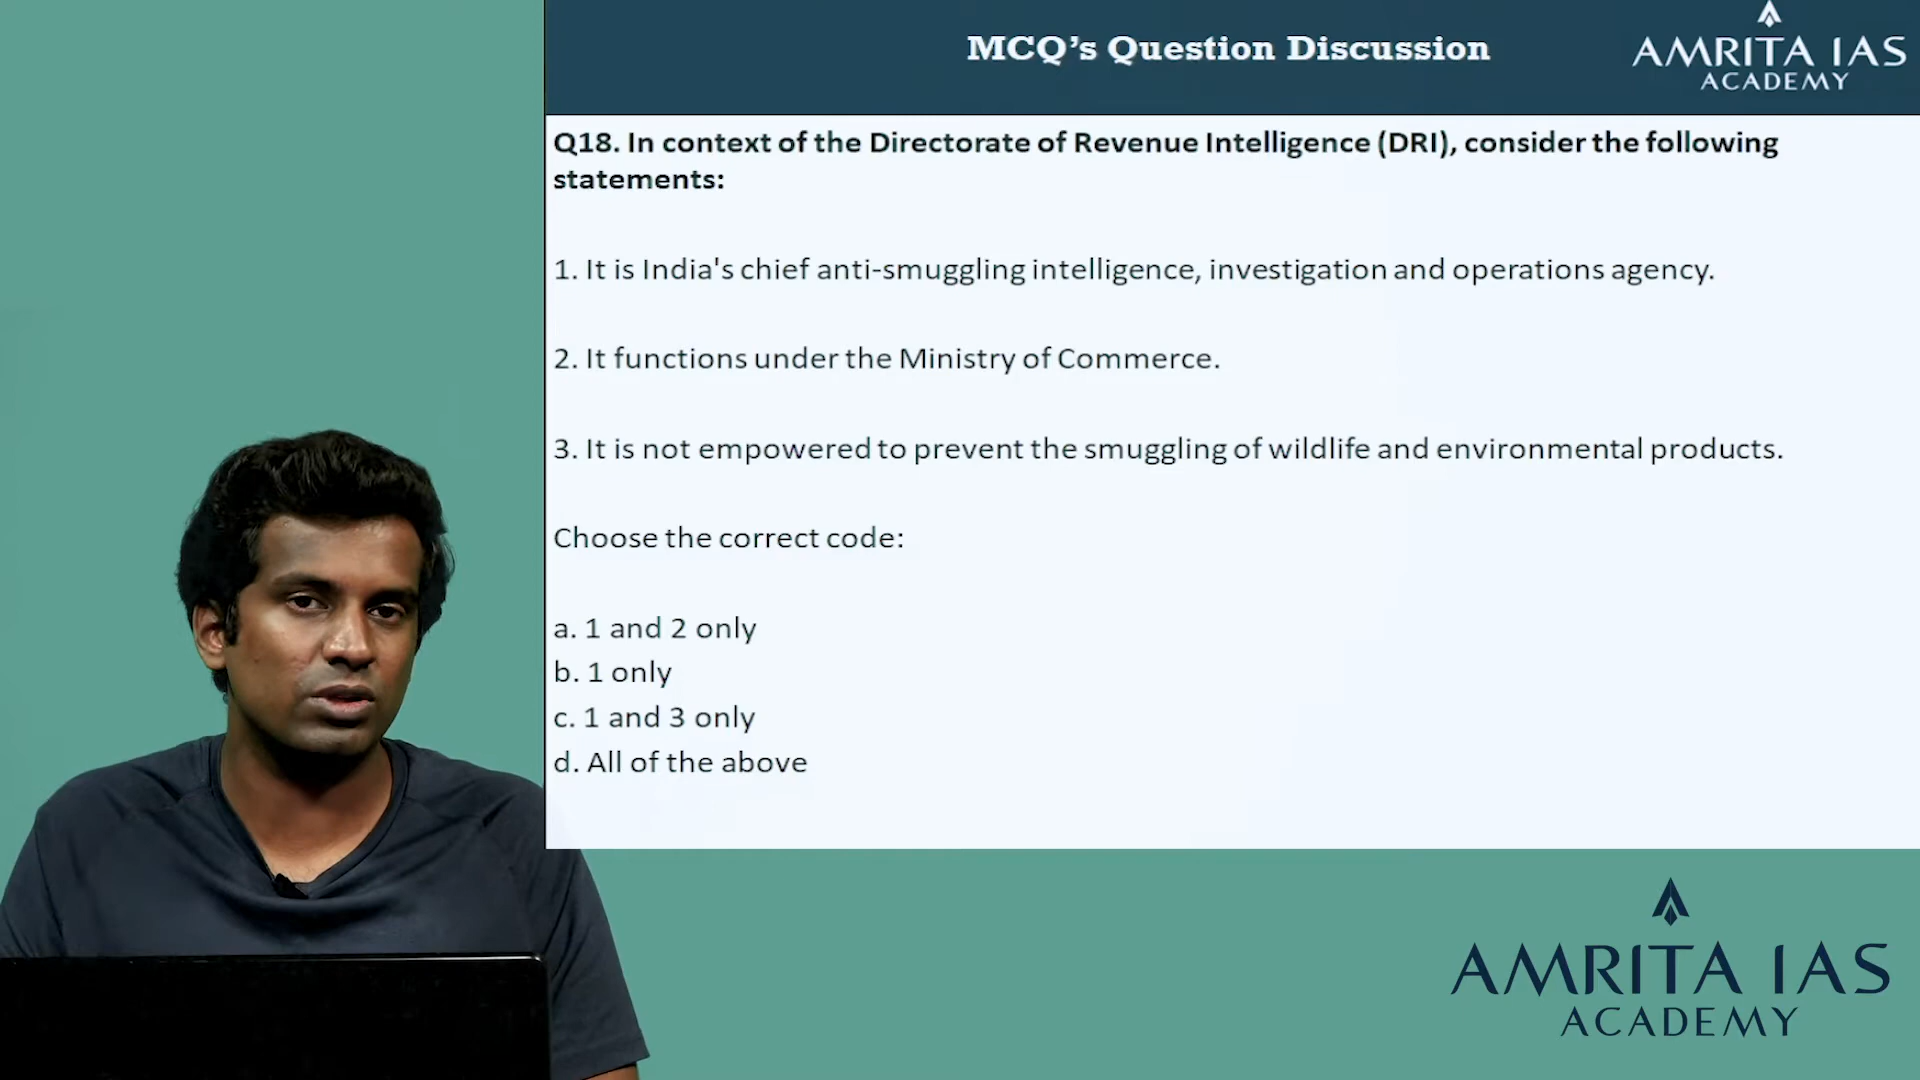 MCQ’s Question Discussion
AMRITA IAS
ACADEMY
Q18. In context of the Directorate of Revenue Intelligence (DRI), consider the following
statements:
1. It is India's chief anti-smuggling intelligence, investigation and operations agency.
2. It functions under the Ministry of Commerce.
3. It is not empowered to prevent the smuggling of wildlife and environmental products.
Choose the correct code:
a. 1 and 2 only
b. 1 only
c. 1 and 3 only
d. All of the above
AMRITA IAS
ACADEMY